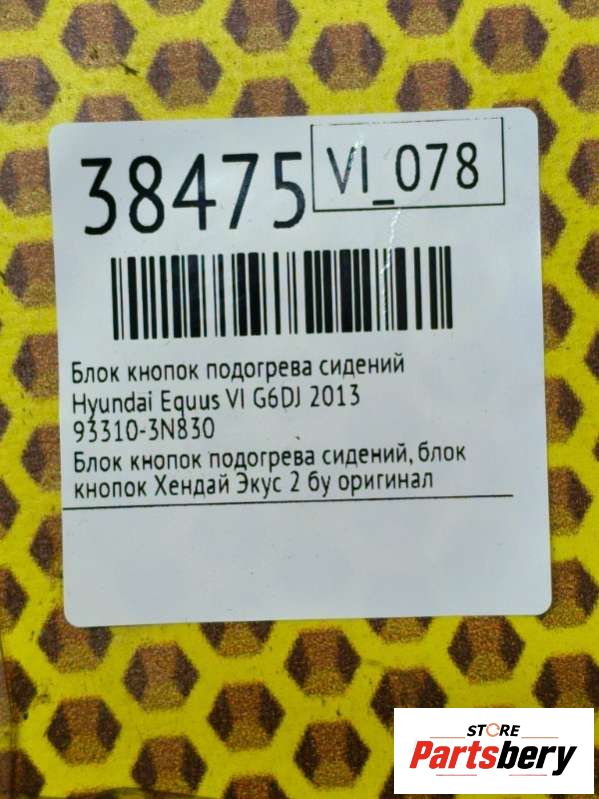 38475
VI_078
Блок кнопок подогрева сидений
Hyundai Equus VI G6DJ 2013
93310-3N830
Блок кнопок подогрева сидений, блок
кнопок Хендай Экус 2 бу оригинал
STORE
Partsbery